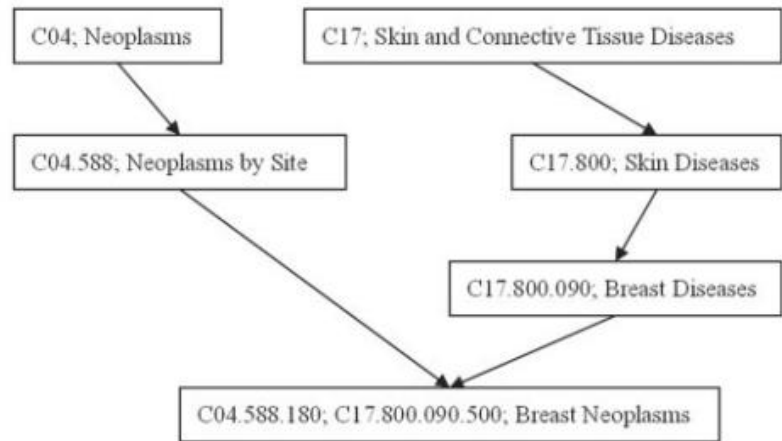 C04; Neoplasms
C17; Skin and Connective Tissue Diseases
C04.588; Neoplasms by Site
C17.800; Skin Diseases
C17.800.090; Breast Diseases
C04.588.180; C17.800.090.500; Breast Neoplasms